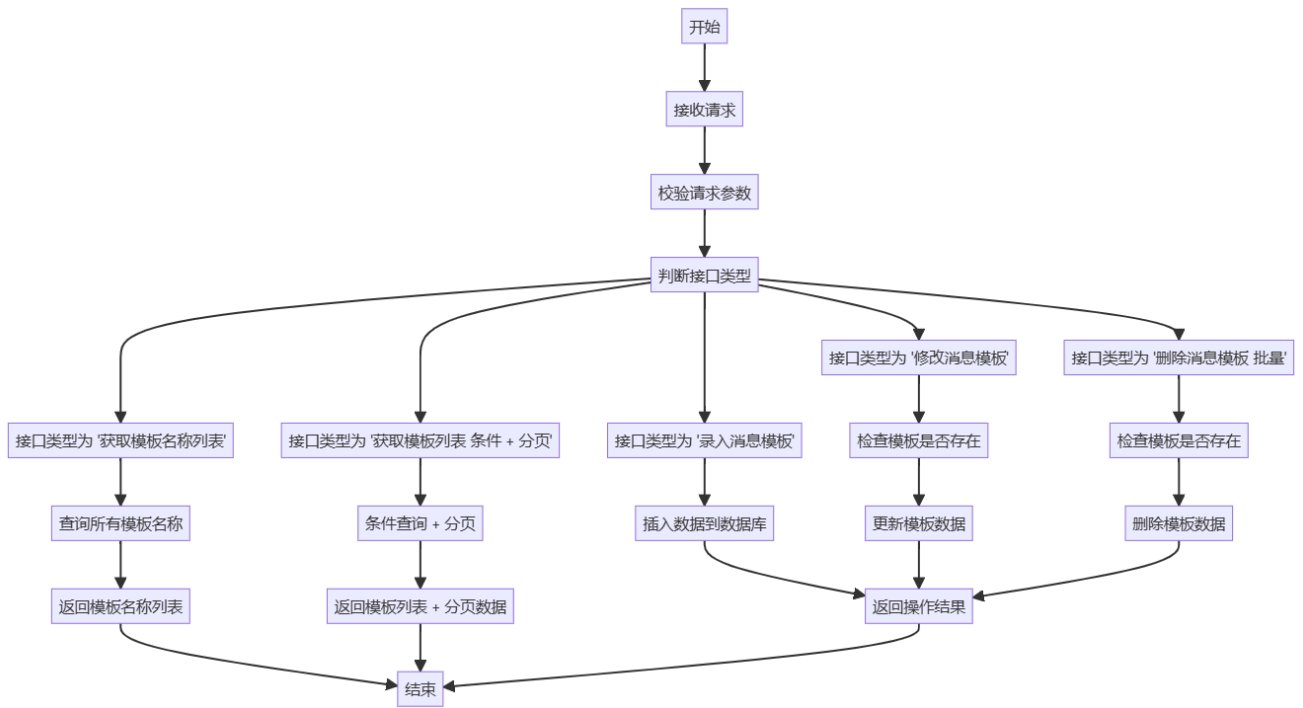 开始
接收请求
校验请求参数
判断接口类型
接口类型为 '修改消息模板'
接口类型为 '删除消息模板 批量'
接口类型为 '获取模板名称列表'
接口类型为 '获取模板列表 条件 + 分页'
接口类型为 '录入消息模板'
检查模板是否存在
检查模板是否存在
查询所有模板名称
条件查询 + 分页
插入数据到数据库
更新模板数据
删除模板数据
返回模板名称列表
返回模板列表 + 分页数据
返回操作结果
结束